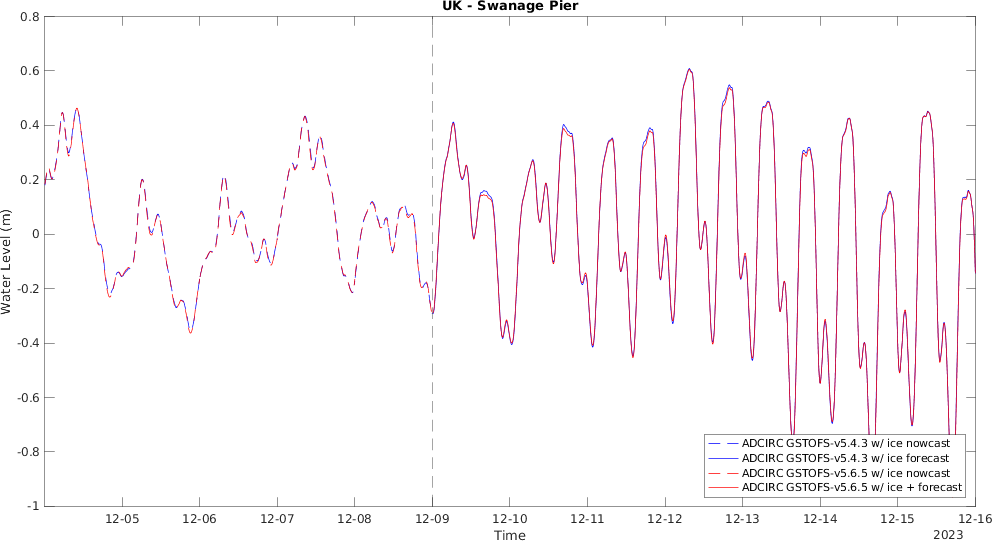 UK - Swanage Pier
0.8
0.6
0.4
0.2
0
-0.2
-0.4
-0.6
-0.8
-1
Water Level (m)
12-05 12-06 12-07 12-08 12-09 12-10 12-11 12-12 12-13 12-14 12-15 12-16
Time
2023
ADCIRC GSTOFS-v5.4.3 w/ ice nowcast
ADCIRC GSTOFS-v5.4.3 w/ ice forecast
ADCIRC GSTOFS-v5.6.5 w/ ice nowcast
ADCIRC GSTOFS-v5.6.5 w/ ice + forecast